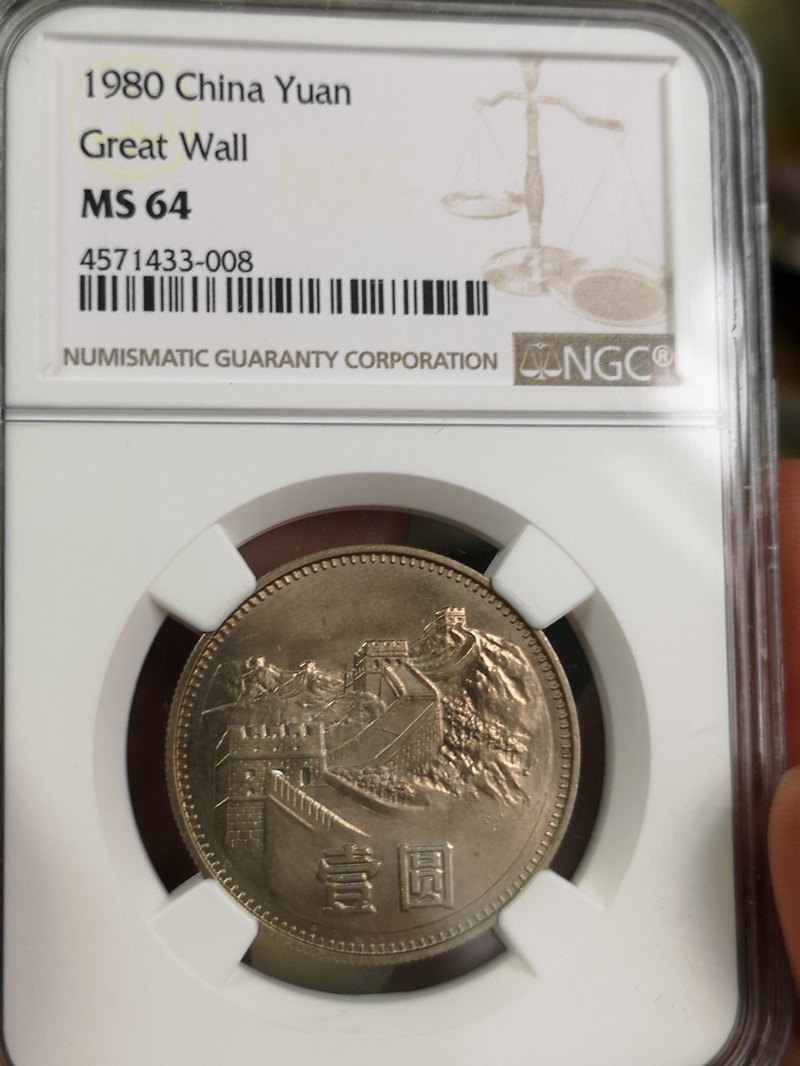 1980 China Yuan
Great Wall
MS 64
4571433-008
NUMISMATIC GUARANTY CORPORATION
NGC®
壹圆